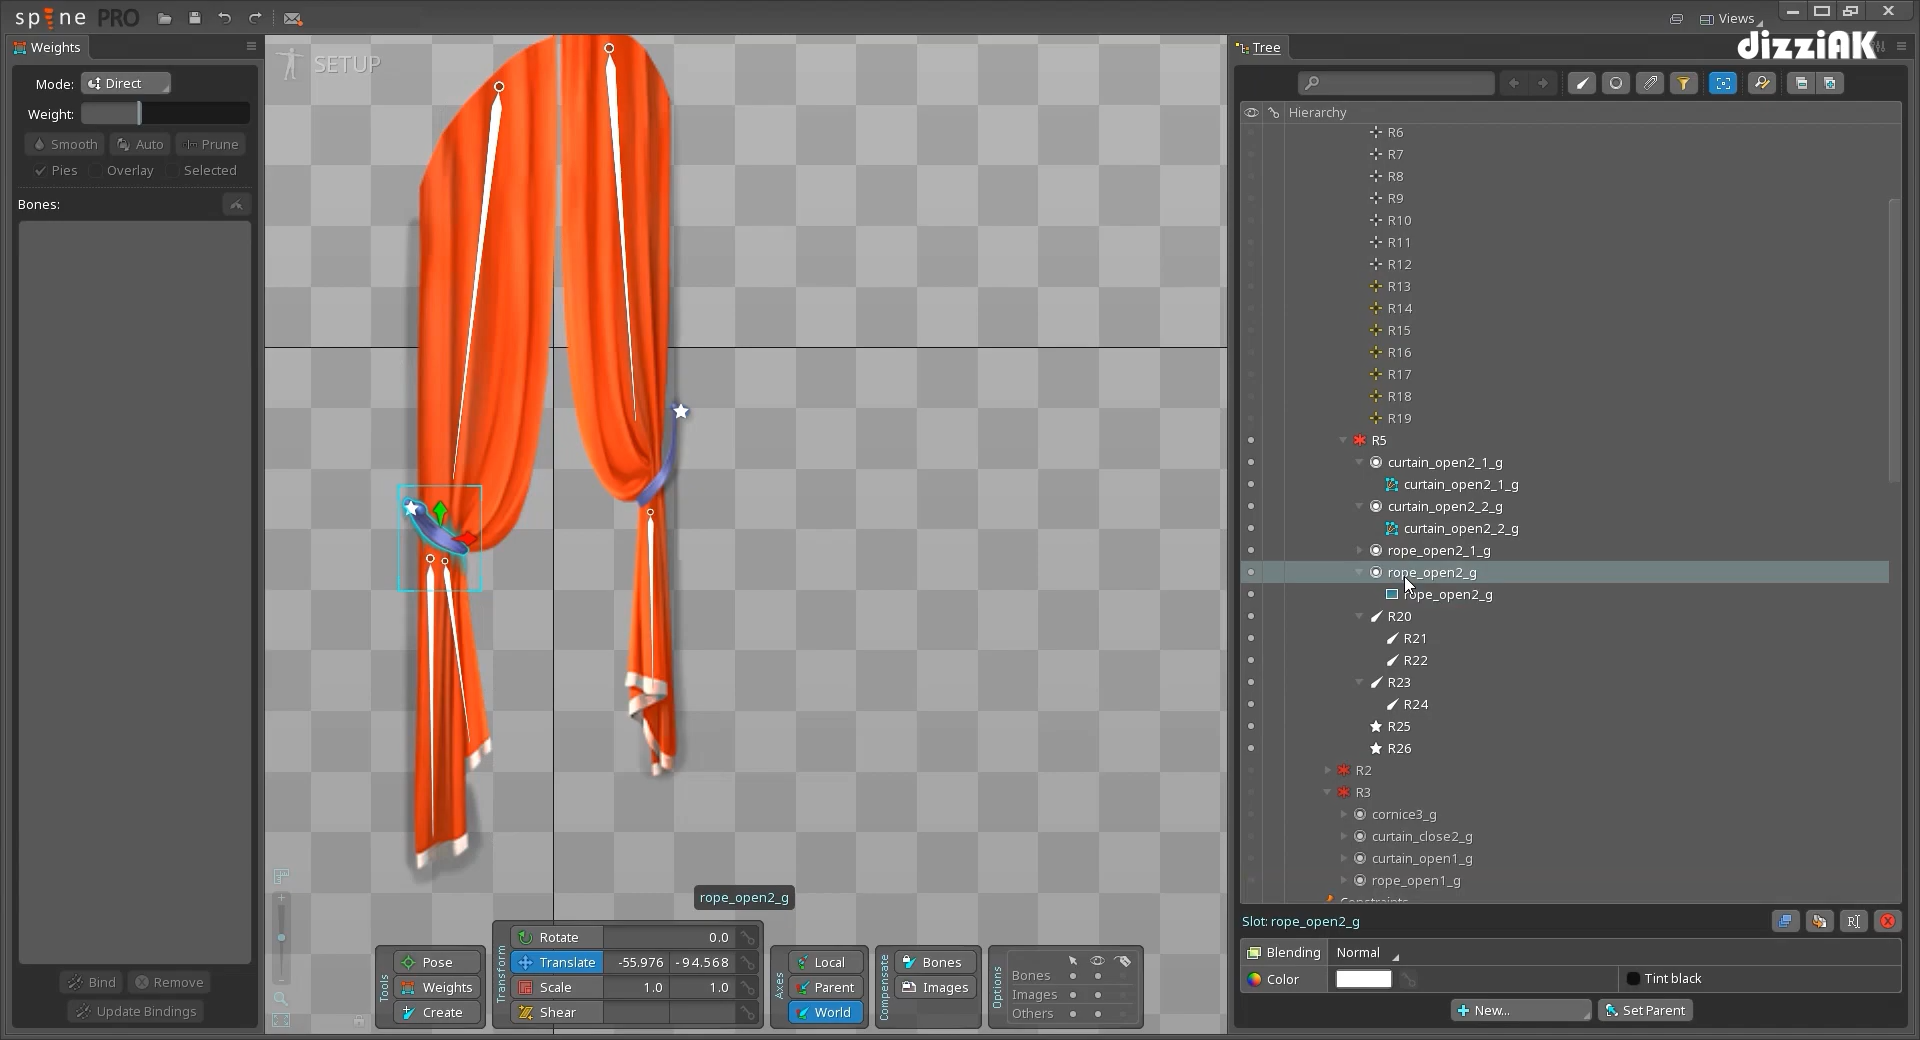 spine PRO
Views
Weights
Tree
dizziAK
Mode: Direct
Weight:
Smooth Auto Prune
Pies Overlay Selected
Bones:
Bind Remove
Update Bindings
SETUP
rope_open2_g
Tools
Pose
Weights
Create
Transform
Rotate 0.0
Translate -55.976 -94.568
Scale 1.0 1.0
Shear
Axes
Local
Parent
World
Compensate
Bones
Images
Options
Bones
Images
Others
Hierarchy
R6
R7
R8
R9
R10
R11
R12
R13
R14
R15
R16
R17
R18
R19
R5
curtain_open2_1_g
curtain_open2_1_g
curtain_open2_2_g
curtain_open2_2_g
rope_open2_1_g
rope_open2_g
rope_open2_g
R20
R21
R22
R23
R24
R25
R26
R2
R3
cornice3_g
curtain_close2_g
curtain_open1_g
rope_open1_g
Constraints
Slot: rope_open2_g
Blending Normal
Color Tint black
New... Set Parent